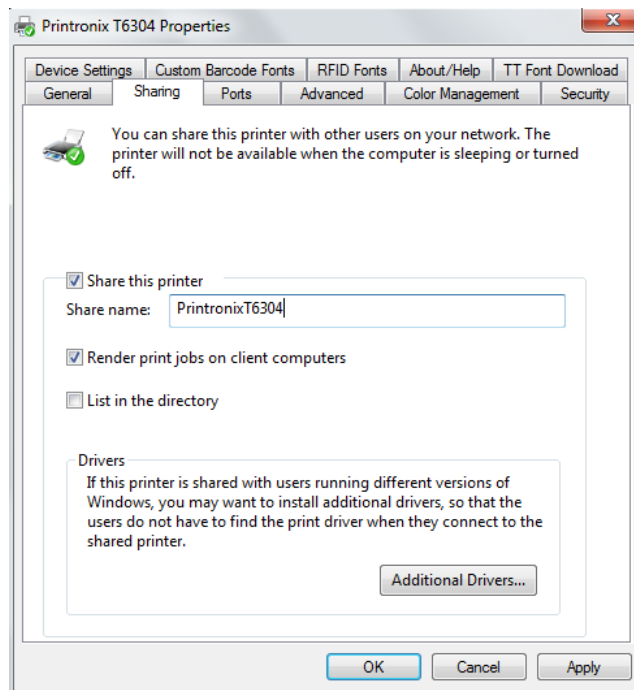 Printronix T6304 Properties
Device Settings Custom Barcode Fonts RFID Fonts About/Help TT Font Download
General Sharing Ports Advanced Color Management Security
You can share this printer with other users on your network. The
printer will not be available when the computer is sleeping or turned
off.
Share this printer
Share name: PrintronixT6304
Render print jobs on client computers
List in the directory
Drivers
If this printer is shared with users running different versions of
Windows, you may want to install additional drivers, so that the
users do not have to find the print driver when they connect to the
shared printer.
Additional Drivers...
OK Cancel Apply